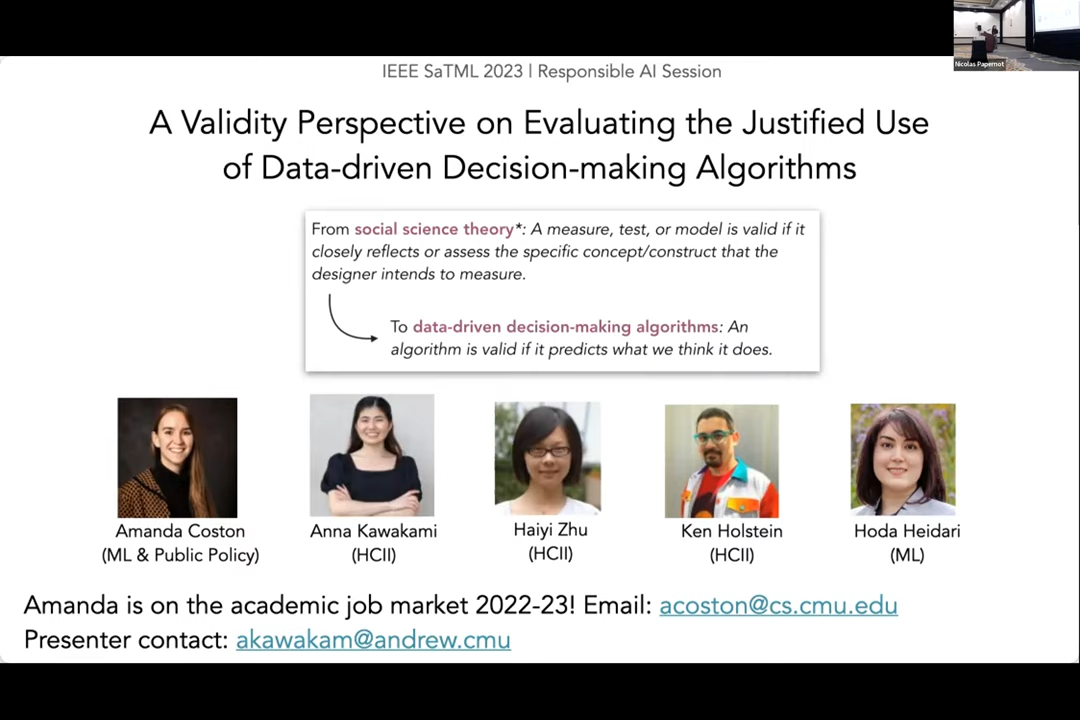 Nicolas Papernot
IEEE SaTML 2023 | Responsible AI Session
A Validity Perspective on Evaluating the Justified Use
of Data-driven Decision-making Algorithms
From social science theory*: A measure, test, or model is valid if it
closely reflects or assess the specific concept/construct that the
designer intends to measure.
To data-driven decision-making algorithms: An
algorithm is valid if it predicts what we think it does.
Amanda Coston
(ML & Public Policy)
Anna Kawakami
(HCII)
Haiyi Zhu
(HCII)
Ken Holstein
(HCII)
Hoda Heidari
(ML)
Amanda is on the academic job market 2022-23! Email: acoston@cs.cmu.edu
Presenter contact: akawakam@andrew.cmu